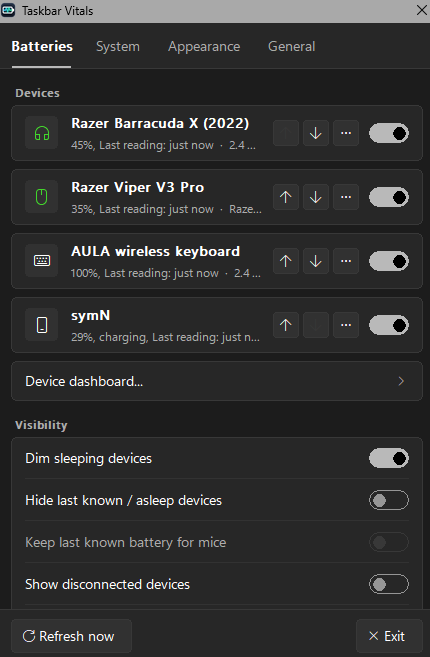 Taskbar Vitals
Batteries System Appearance General
Devices
Razer Barracuda X (2022)
45%, Last reading: just now · 2.4 ...
Razer Viper V3 Pro
35%, Last reading: just now · Raze...
AULA wireless keyboard
100%, Last reading: just now · 2.4 ...
symN
29%, charging, Last reading: just n...
Device dashboard...
Visibility
Dim sleeping devices
Hide last known / asleep devices
Keep last known battery for mice
Show disconnected devices
Refresh now Exit